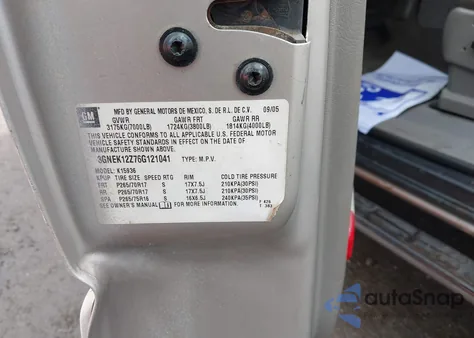 GM
MFD BY GENERAL MOTORS DE MEXICO, S. DE R.L. DE C.V. 09/05
GVWR GAWR FRT GAWR RR
3175KG(7000LB) 1724KG(3800LB) 1814KG(4000LB)
THIS VEHICLE CONFORMS TO ALL APPLICABLE U.S. FEDERAL MOTOR
VEHICLE SAFETY STANDARDS IN EFFECT ON THE DATE OF
MANUFACTURE SHOWN ABOVE.
3GNEK12Z76G121041 TYPE: M.P.V.
K15936
KPUP TIRE SIZE SPEED RTG RIM COLD TIRE PRESSURE
FRT P265/70R17 S 17X7.5J 210KPA(30PSI)
RR P265/70R17 S 17X7.5J 210KPA(30PSI)
SPA P265/75R16 S 16X6.5J 240KPA(35PSI)
SEE OWNER'S MANUAL FOR MORE INFORMATION.
autoSnap